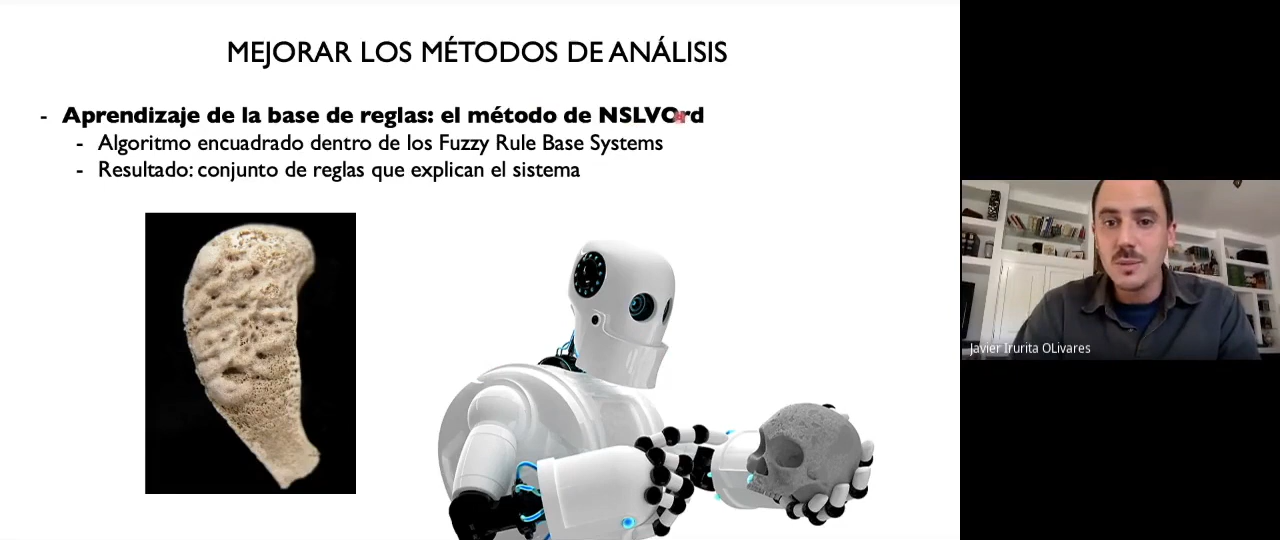 MEJORAR LOS MÉTODOS DE ANÁLISIS
- Aprendizaje de la base de reglas: el método de NSLVOrd
- Algoritmo encuadrado dentro de los Fuzzy Rule Base Systems
- Resultado: conjunto de reglas que explican el sistema
Javier Irurita OLivares